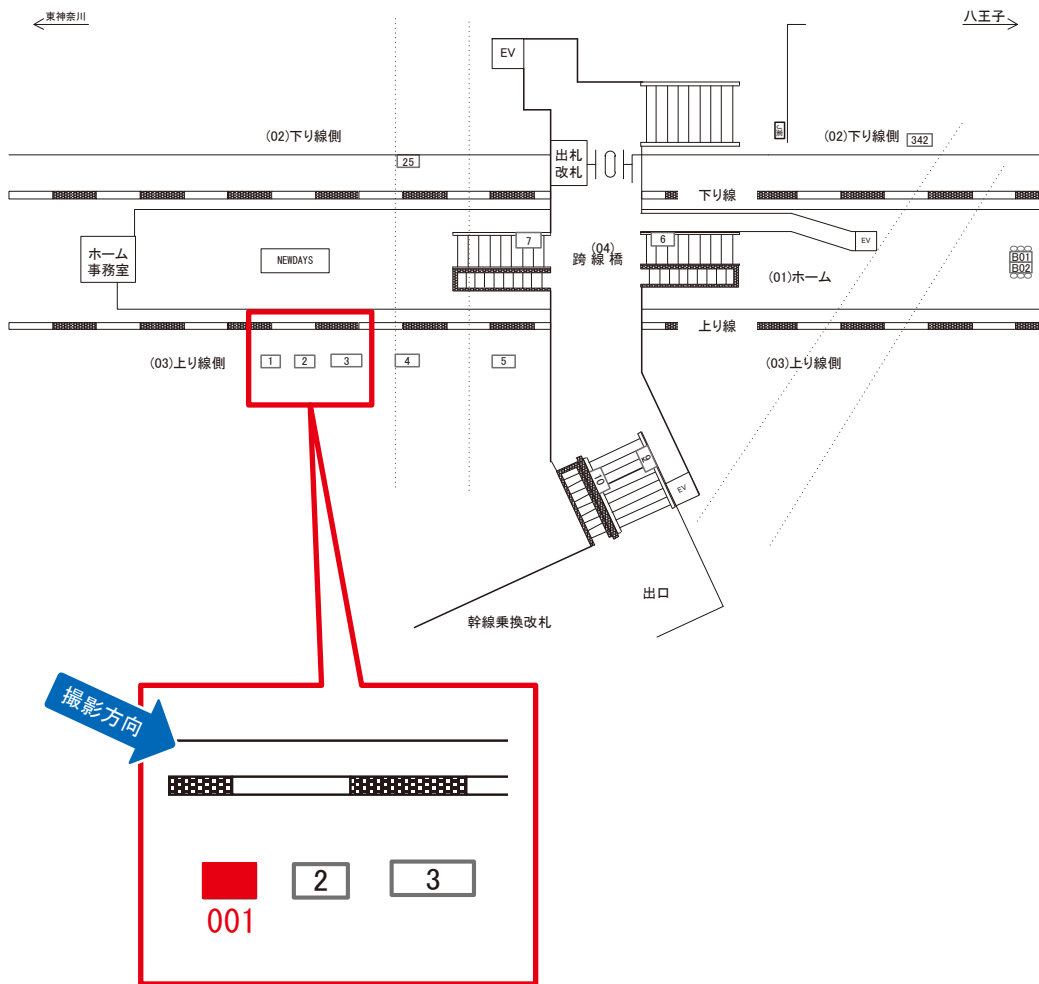 東神奈川
八王子
EV
J業
(02)下り線側
(02)下り線側
342
出札
改札
25
下り線
ホーム
事務室
NEWDAYS
7
(04)
跨線橋
6
EV
(01)ホーム
B01
B02
上り線
(03)上り線側
1
2
3
4
5
(03)上り線側
9
10
EV
出口
幹線乗換改札
撮影方向
2
3
001